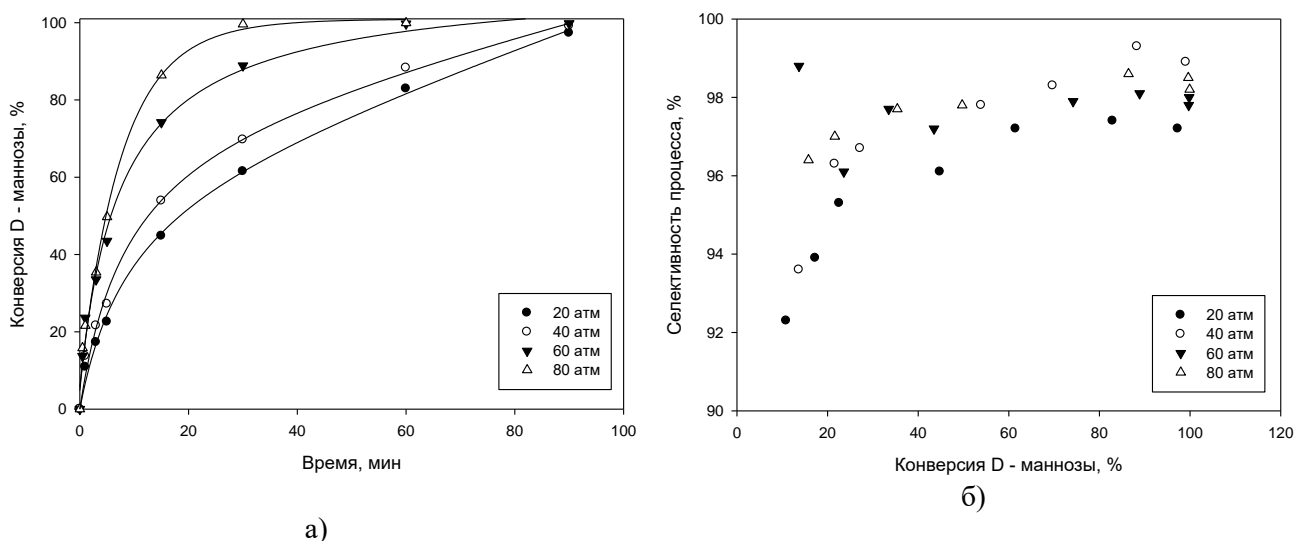 Конверсия D - маннозы, %
100
80
60
40
20
0
0
20
40
60
80
100
Время, мин
20 атм
40 атм
60 атм
80 атм
а)
Селективность процесса, %
100
98
96
94
92
90
0
20
40
60
80
100
120
Конверсия D - маннозы, %
20 атм
40 атм
60 атм
80 атм
б)